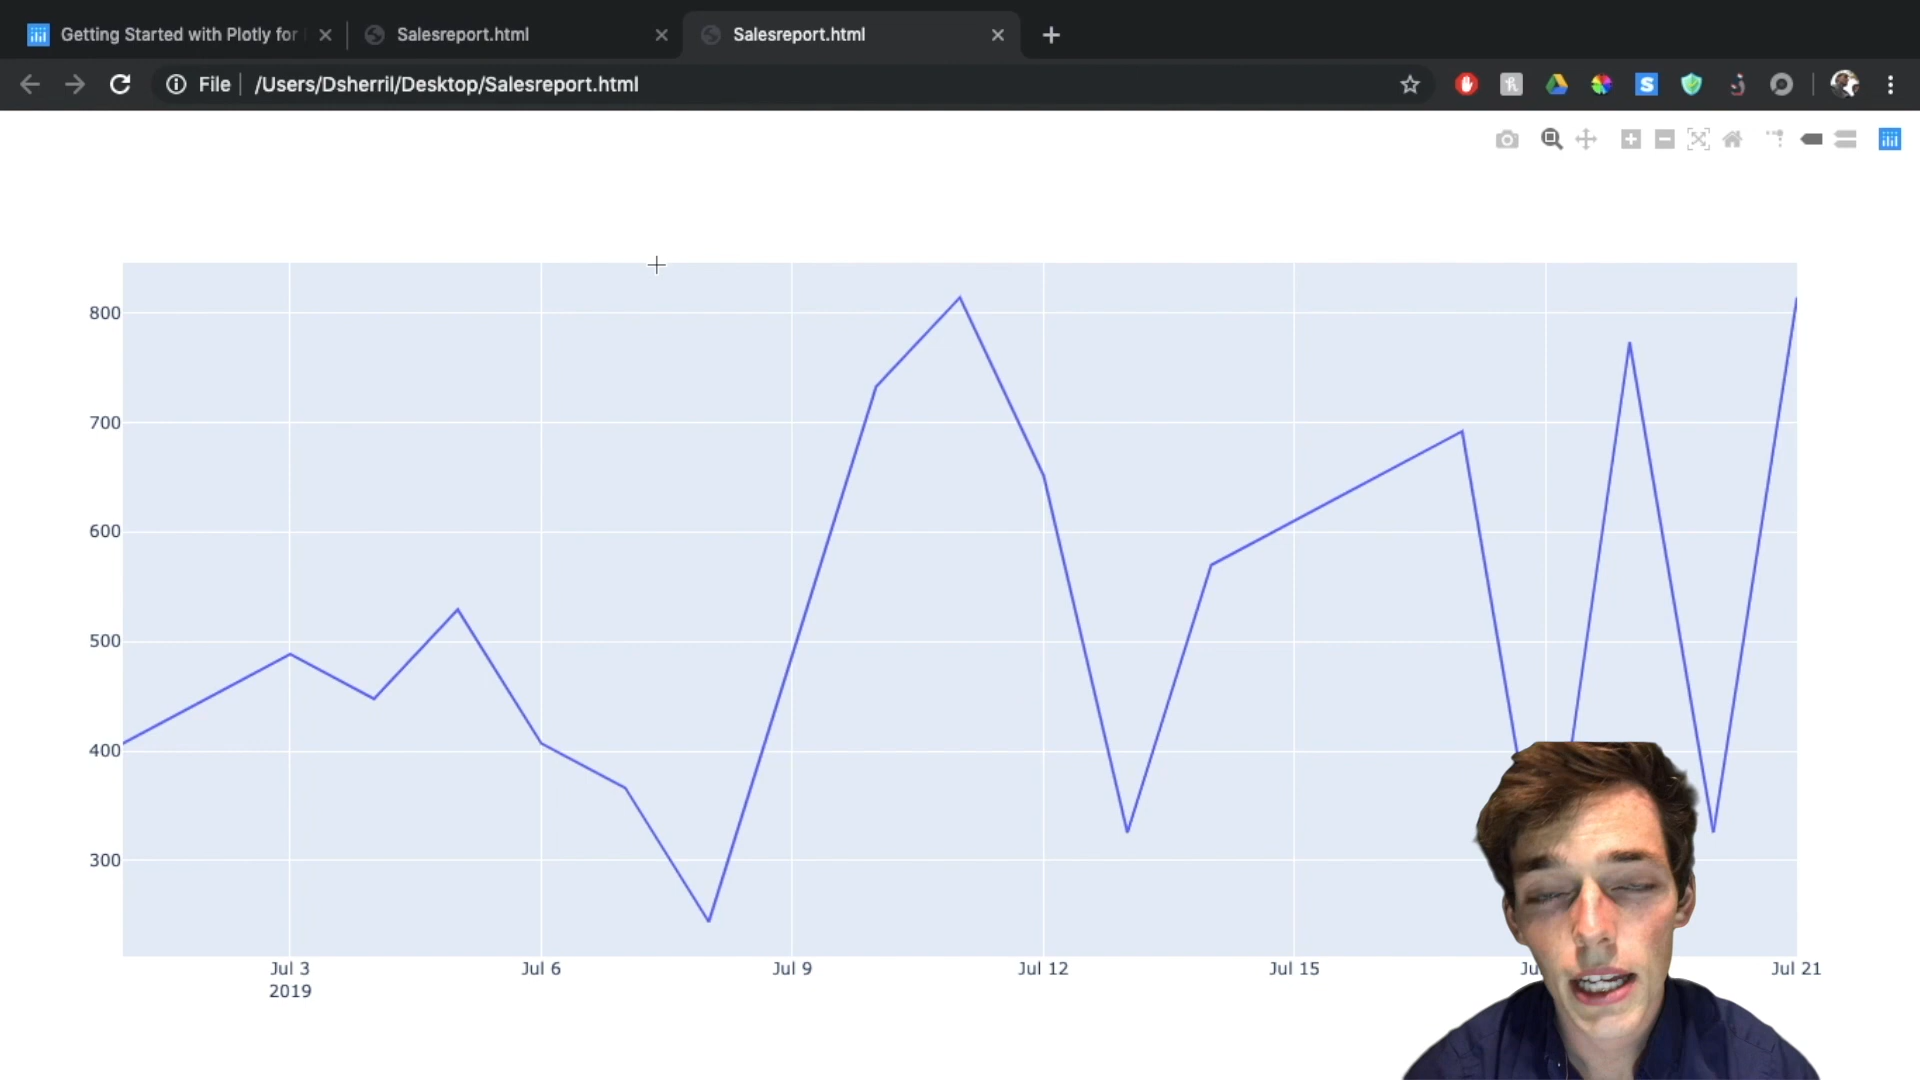 Getting Started with Plotly for
Salesreport.html
Salesreport.html
File
/Users/Dsherril/Desktop/Salesreport.html
800
700
600
500
400
300
Jul 3
2019
Jul 6
Jul 9
Jul 12
Jul 15
Ju
Jul 21